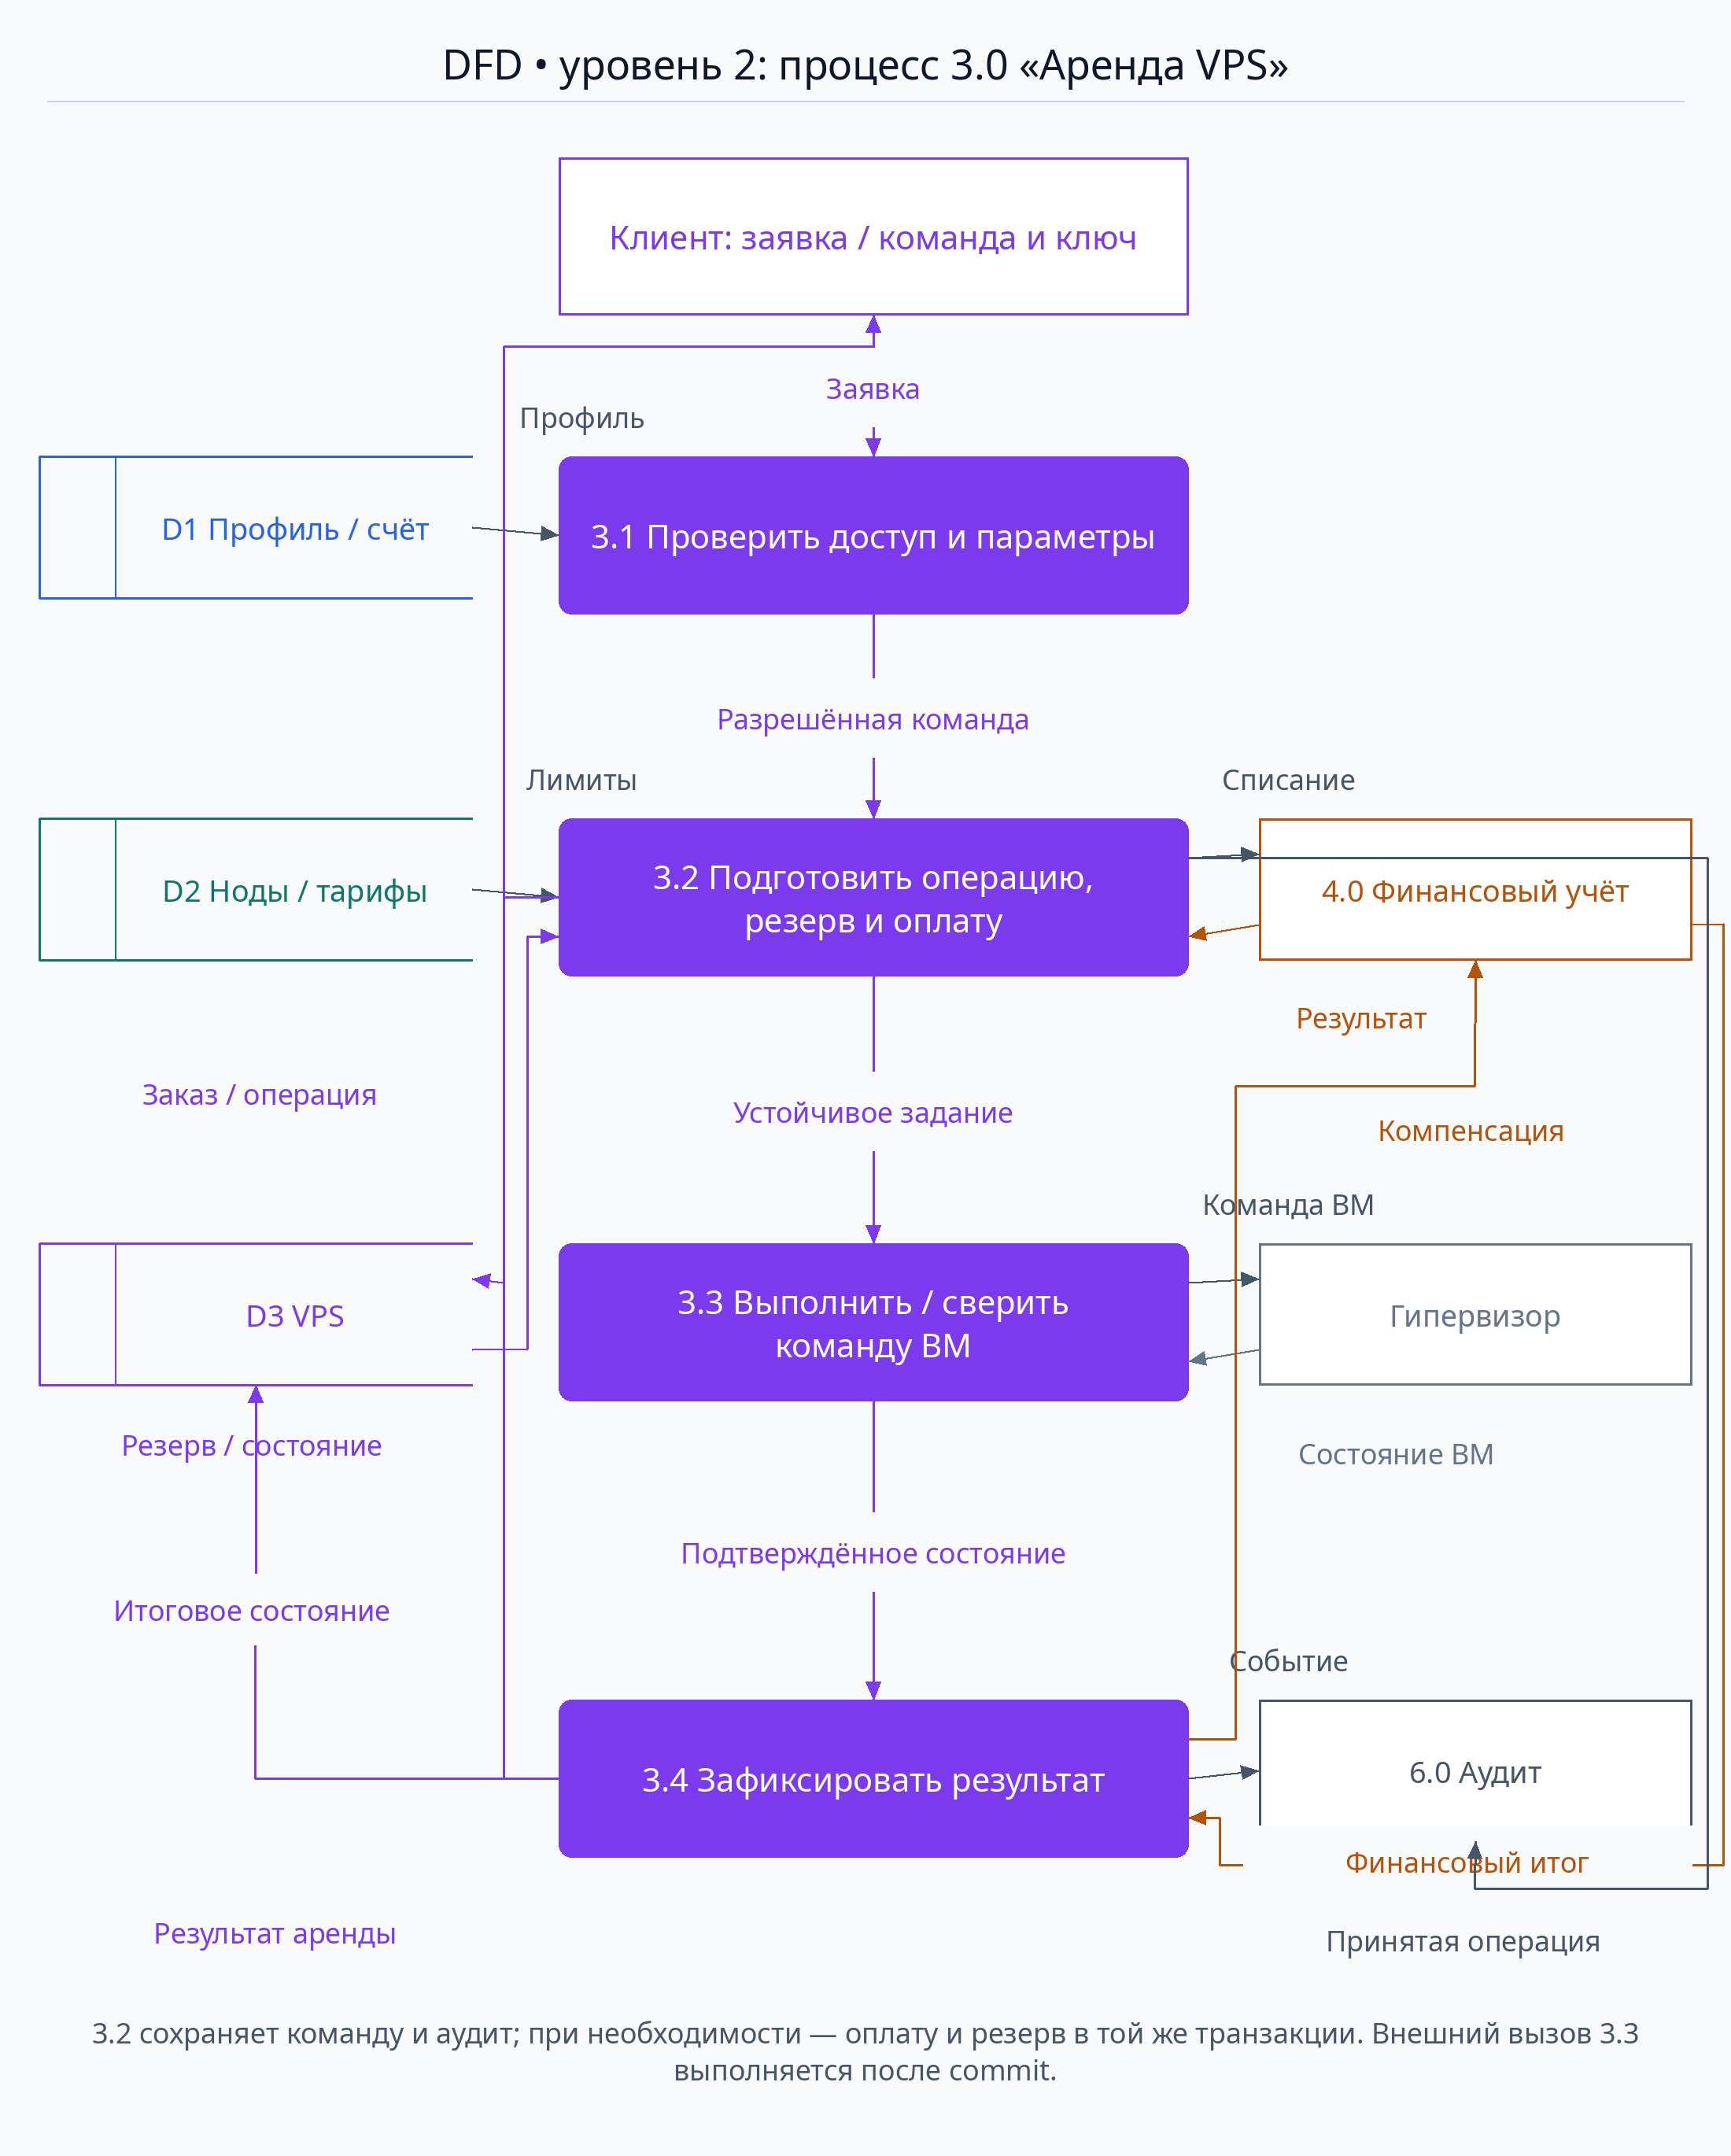 DFD • уровень 2: процесс 3.0 «Аренда VPS»
Клиент: заявка / команда и ключ
Заявка
Профиль
D1 Профиль / счёт
3.1 Проверить доступ и параметры
Разрешённая команда
Лимиты
Списание
D2 Ноды / тарифы
3.2 Подготовить операцию,
резерв и оплату
4.0 Финансовый учёт
Результат
Заказ / операция
Устойчивое задание
Компенсация
Команда ВМ
D3 VPS
3.3 Выполнить / сверить
команду ВМ
Гипервизор
Резерв / состояние
Состояние ВМ
Подтверждённое состояние
Итоговое состояние
Событие
3.4 Зафиксировать результат
6.0 Аудит
Финансовый итог
Результат аренды
Принятая операция
3.2 сохраняет команду и аудит; при необходимости — оплату и резерв в той же транзакции. Внешний вызов 3.3
выполняется после commit.